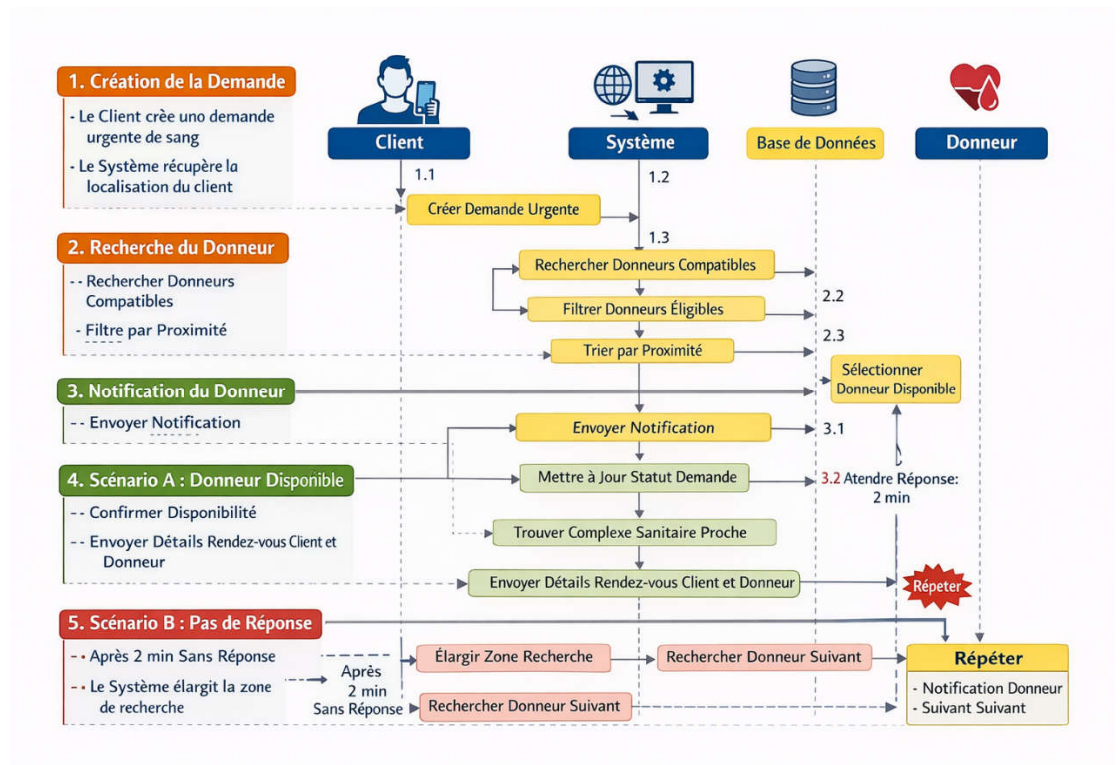 1. Création de la Demande
- Le Client crèe uno demande
urgente de sang
- Le Système récupère la
localisation du client
Client
Système
Base de Données
Donneur
1.1
1.2
Créer Demande Urgente
1.3
2. Recherche du Donneur
-- Rechercher Donneurs
Compatibles
- Filtre par Proximité
Rechercher Donneurs Compatibles
2.2
Filtrer Donneurs Éligibles
2.3
Trier par Proximité
Sélectionner
Donneur Disponible
3. Notification du Donneur
-- Envoyer Notification
Envoyer Notification
3.1
4. Scénario A : Donneur Disponible
-- Confirmer Disponibilité
-- Envoyer Détails Rendez-vous Client et
Donneur
Mettre à Jour Statut Demande
3.2 Atendre Réponse:
2 min
Trouver Complexe Sanitaire Proche
Envoyer Détails Rendez-vous Client et Donneur
Répeter
5. Scénario B : Pas de Réponse
-- Après 2 min Sans Réponse
-- Le Système élargit la zone
de recherche
Après
2 min
Sans Réponse
Élargir Zone Recherche
Rechercher Donneur Suivant
Rechercher Donneur Suivant
Répéter
- Notification Donneur
- Suivant Suivant